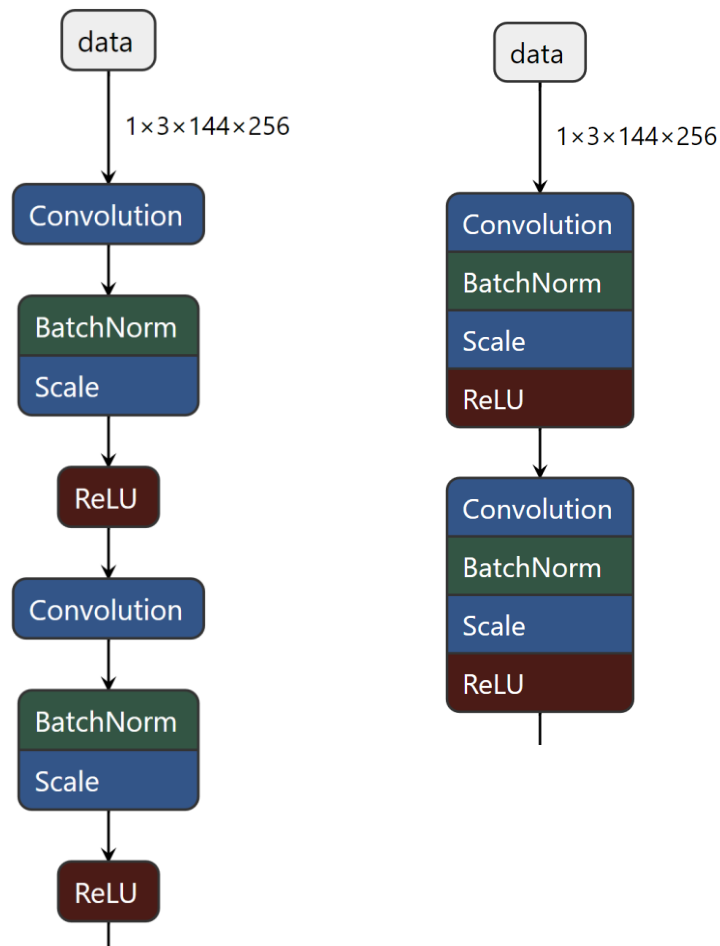 data
1×3×144×256
Convolution
BatchNorm
Scale
ReLU
Convolution
BatchNorm
Scale
ReLU
data
1×3×144×256
Convolution
BatchNorm
Scale
ReLU
Convolution
BatchNorm
Scale
ReLU